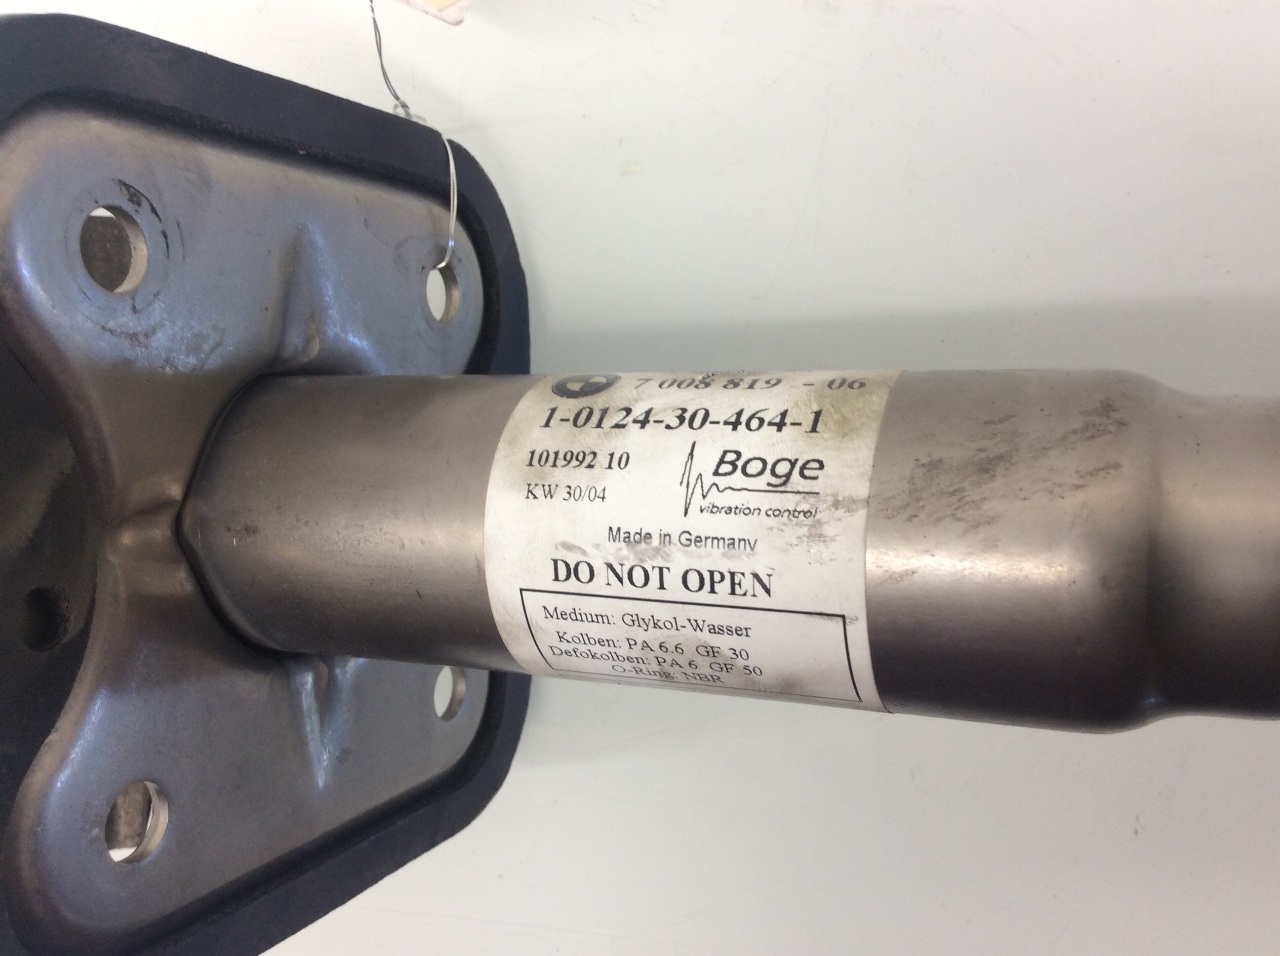 7 008 819 - 06
1-0124-30-464-1
101992 10
KW 30/04
Boge
vibration control
Made in Germany
DO NOT OPEN
Medium: Glykol-Wasser
Kolben: PA 6.6 GF 30
Defokolben: PA 6 GF 50
O-Ring: NBR